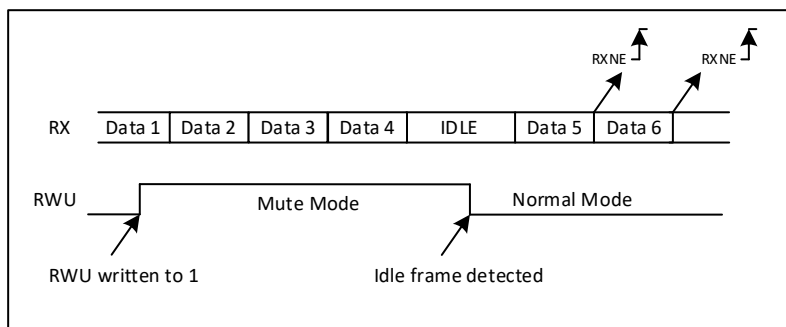 RXNE RXNE
RX Data 1 Data 2 Data 3 Data 4 IDLE Data 5 Data 6
RWU Mute Mode Normal Mode
RWU written to 1 Idle frame detected